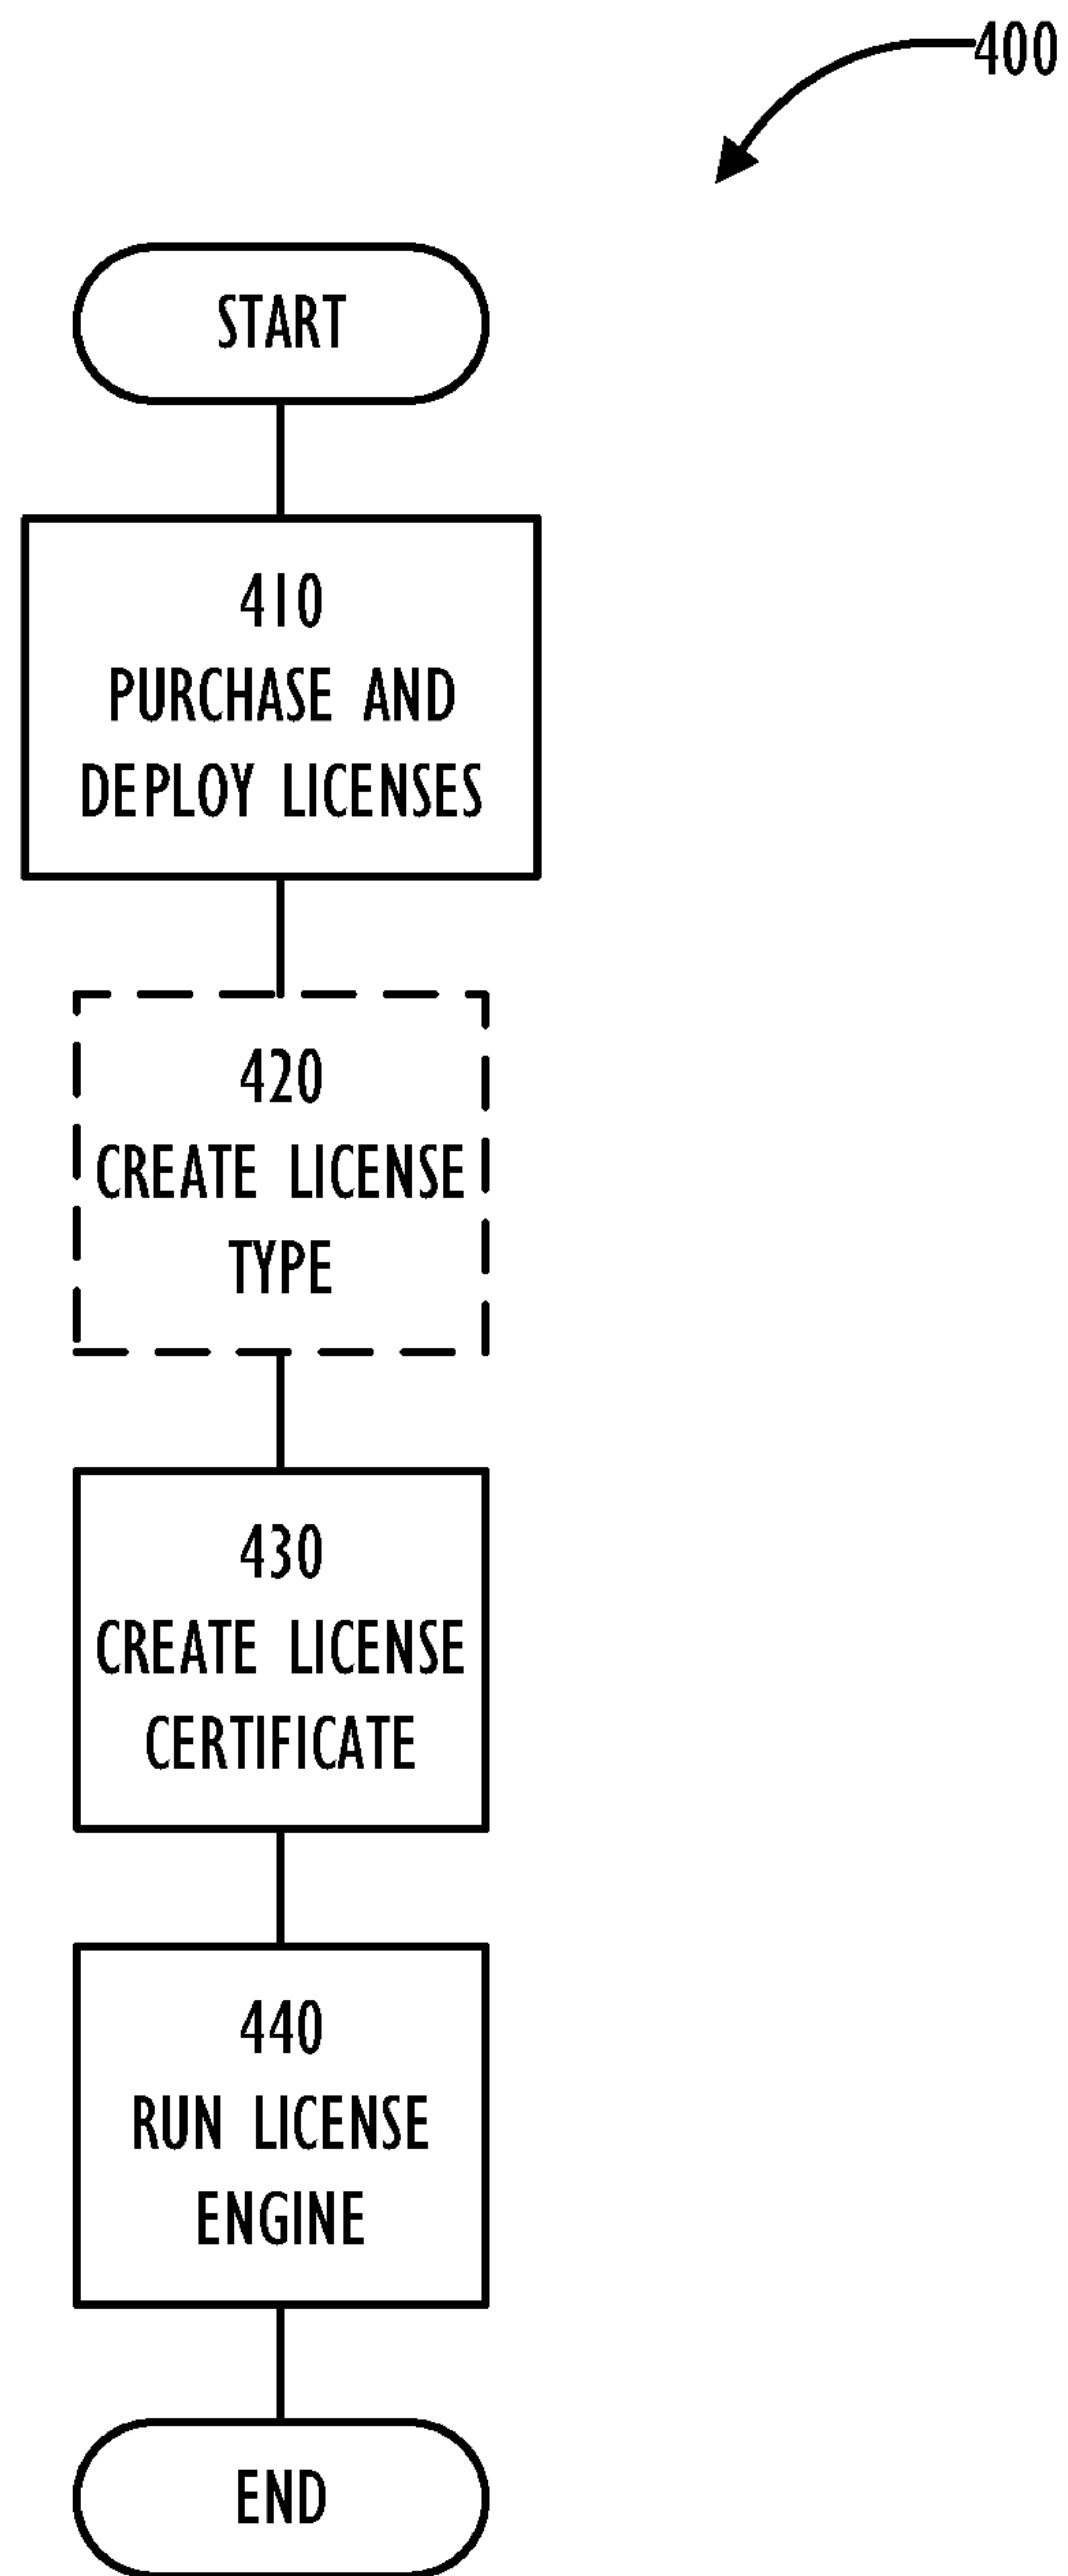 400
START
410
PURCHASE AND
DEPLOY LICENSES
420
CREATE LICENSE
TYPE
430
CREATE LICENSE
CERTIFICATE
440
RUN LICENSE
ENGINE
END